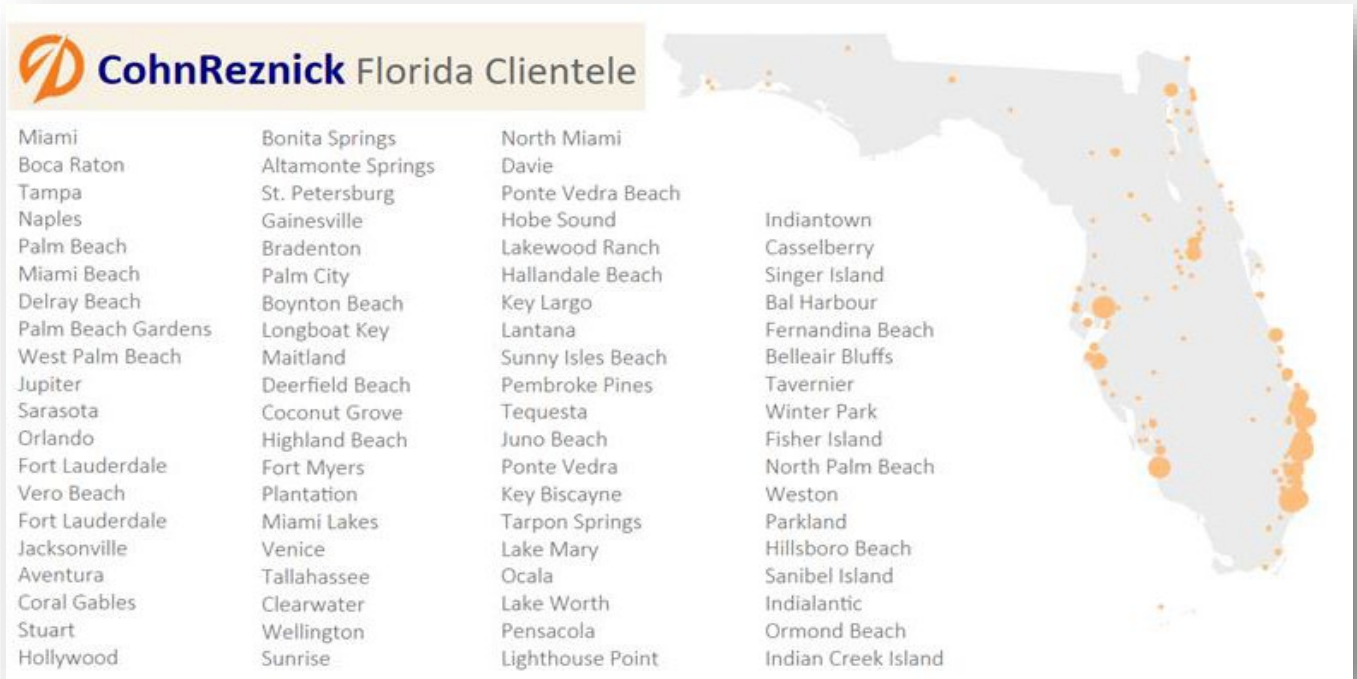 CohnReznick Florida Clientele
Miami
Boca Raton
Tampa
Naples
Palm Beach
Miami Beach
Delray Beach
Palm Beach Gardens
West Palm Beach
Jupiter
Sarasota
Orlando
Fort Lauderdale
Vero Beach
Fort Lauderdale
Jacksonville
Aventura
Coral Gables
Stuart
Hollywood
Bonita Springs
Altamonte Springs
St. Petersburg
Gainesville
Bradenton
Palm City
Boynton Beach
Longboat Key
Maitland
Deerfield Beach
Coconut Grove
Highland Beach
Fort Myers
Plantation
Miami Lakes
Venice
Tallahassee
Clearwater
Wellington
Sunrise
North Miami
Davie
Ponte Vedra Beach
Hobe Sound
Lakewood Ranch
Hallandale Beach
Key Largo
Lantana
Sunny Isles Beach
Pembroke Pines
Tequesta
Juno Beach
Ponte Vedra
Key Biscayne
Tarpon Springs
Lake Mary
Ocala
Lake Worth
Pensacola
Lighthouse Point
Indiantown
Casselberry
Singer Island
Bal Harbour
Fernandina Beach
Belleair Bluffs
Tavernier
Winter Park
Fisher Island
North Palm Beach
Weston
Parkland
Hillsboro Beach
Sanibel Island
Indialantic
Ormond Beach
Indian Creek Island